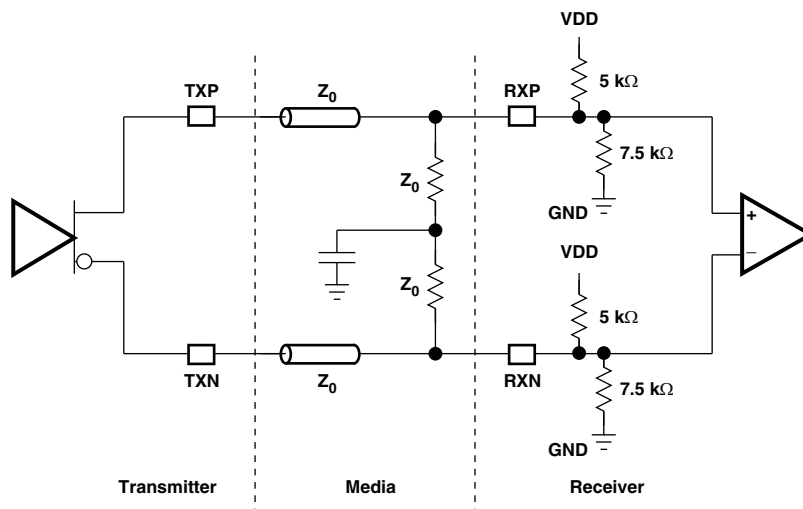 VDD
5 kΩ
TXP
Z0
RXP
7.5 kΩ
Z0
GND
+
VDD
−
Z0
5 kΩ
TXN
Z0
RXN
7.5 kΩ
GND
Transmitter
Media
Receiver